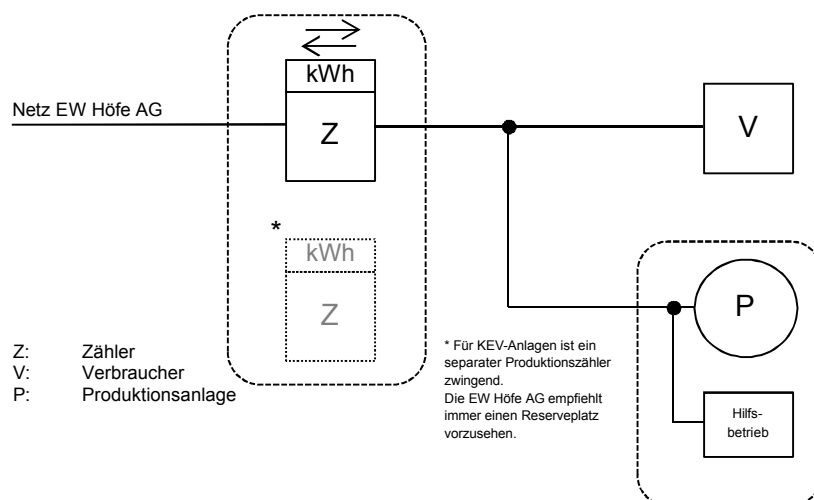 kWh
Netz EW Höfe AG
Z
V
*
kWh
Z
P
Z: Zähler
V: Verbraucher
P: Produktionsanlage
* Für KEV-Anlagen ist ein
separater Produktionszähler
zwingend.
Die EW Höfe AG empfiehlt
immer einen Reserveplatz
vorzusehen.
Hilfs-
betrieb